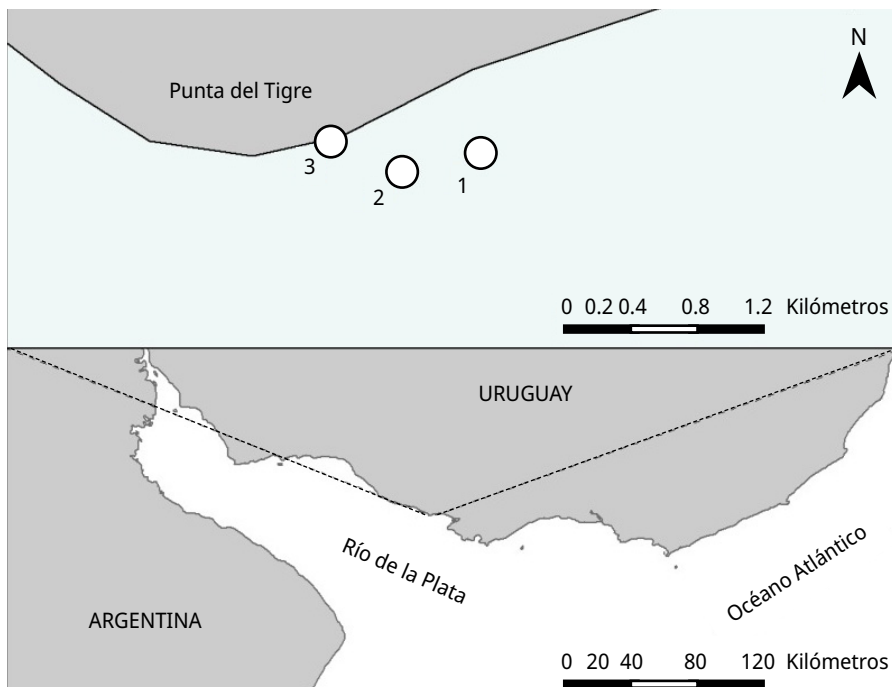 N
Punta del Tigre
3
2
1
0 0.2 0.4 0.8 1.2 Kilómetros
URUGUAY
Río de la Plata
Océano Atlántico
ARGENTINA
0 20 40 80 120 Kilómetros